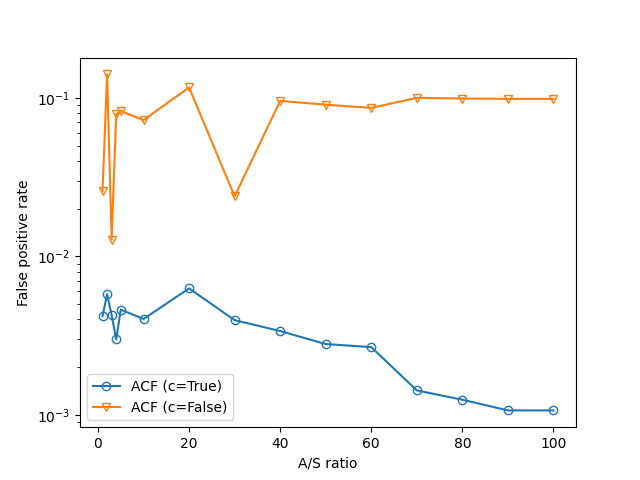 False positive rate
10⁻¹
10⁻²
10⁻³
ACF (c=True)
ACF (c=False)
0 20 40 60 80 100
A/S ratio